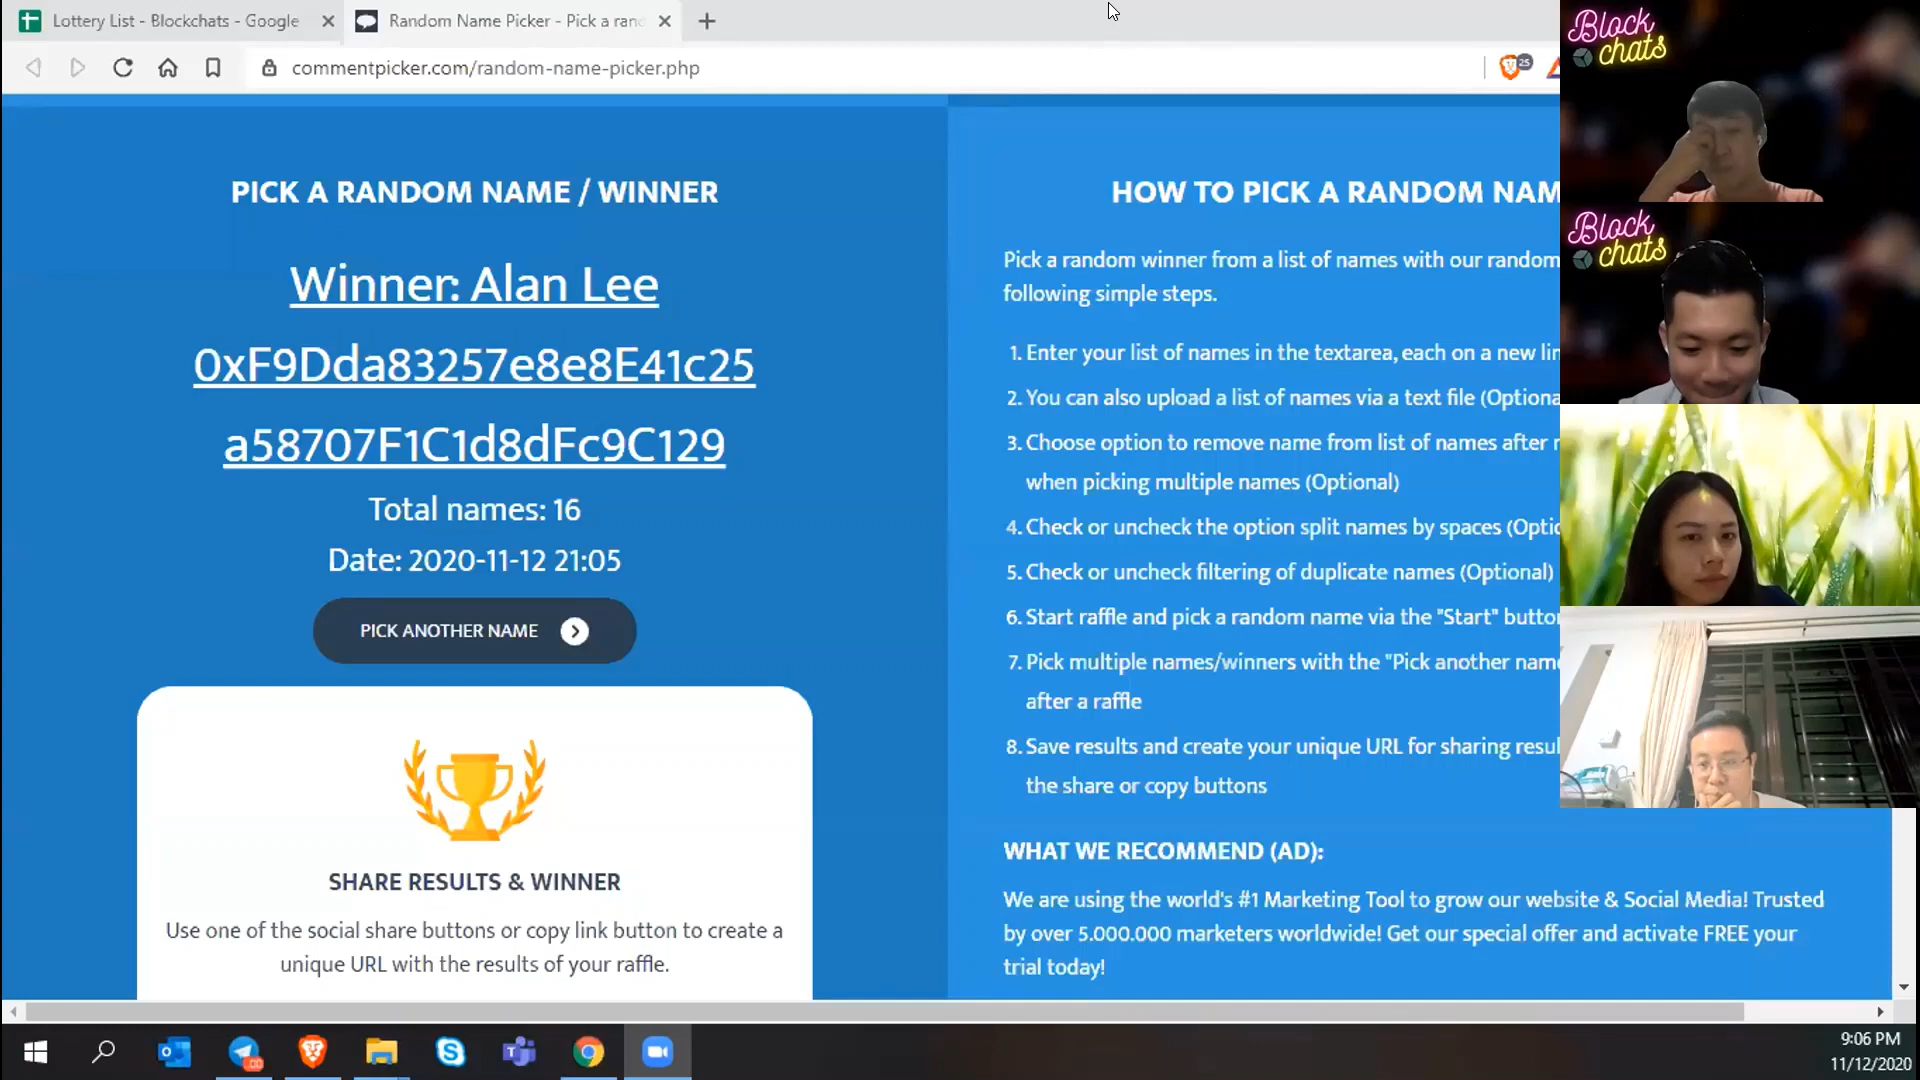 Lottery List - Blockchats - Google
Random Name Picker - Pick a ran
commentpicker.com/random-name-picker.php
25
PICK A RANDOM NAME / WINNER
Winner: Alan Lee
0xF9Dda83257e8e8E41c25
a58707F1C1d8dFc9C129
Total names: 16
Date: 2020-11-12 21:05
PICK ANOTHER NAME
SHARE RESULTS & WINNER
Use one of the social share buttons or copy link button to create a
unique URL with the results of your raffle.
HOW TO PICK A RANDOM NAM
Pick a random winner from a list of names with our random
following simple steps.
1. Enter your list of names in the textarea, each on a new lin
2. You can also upload a list of names via a text file (Optiona
3. Choose option to remove name from list of names after r
when picking multiple names (Optional)
4. Check or uncheck the option split names by spaces (Optio
5. Check or uncheck filtering of duplicate names (Optional)
6. Start raffle and pick a random name via the "Start" butto
7. Pick multiple names/winners with the "Pick another nam
after a raffle
8. Save results and create your unique URL for sharing resul
the share or copy buttons
WHAT WE RECOMMEND (AD):
We are using the world's #1 Marketing Tool to grow our website & Social Media! Trusted
by over 5.000.000 marketers worldwide! Get our special offer and activate FREE your
trial today!
Block
chats
Block
chats
9:06 PM
11/12/2020